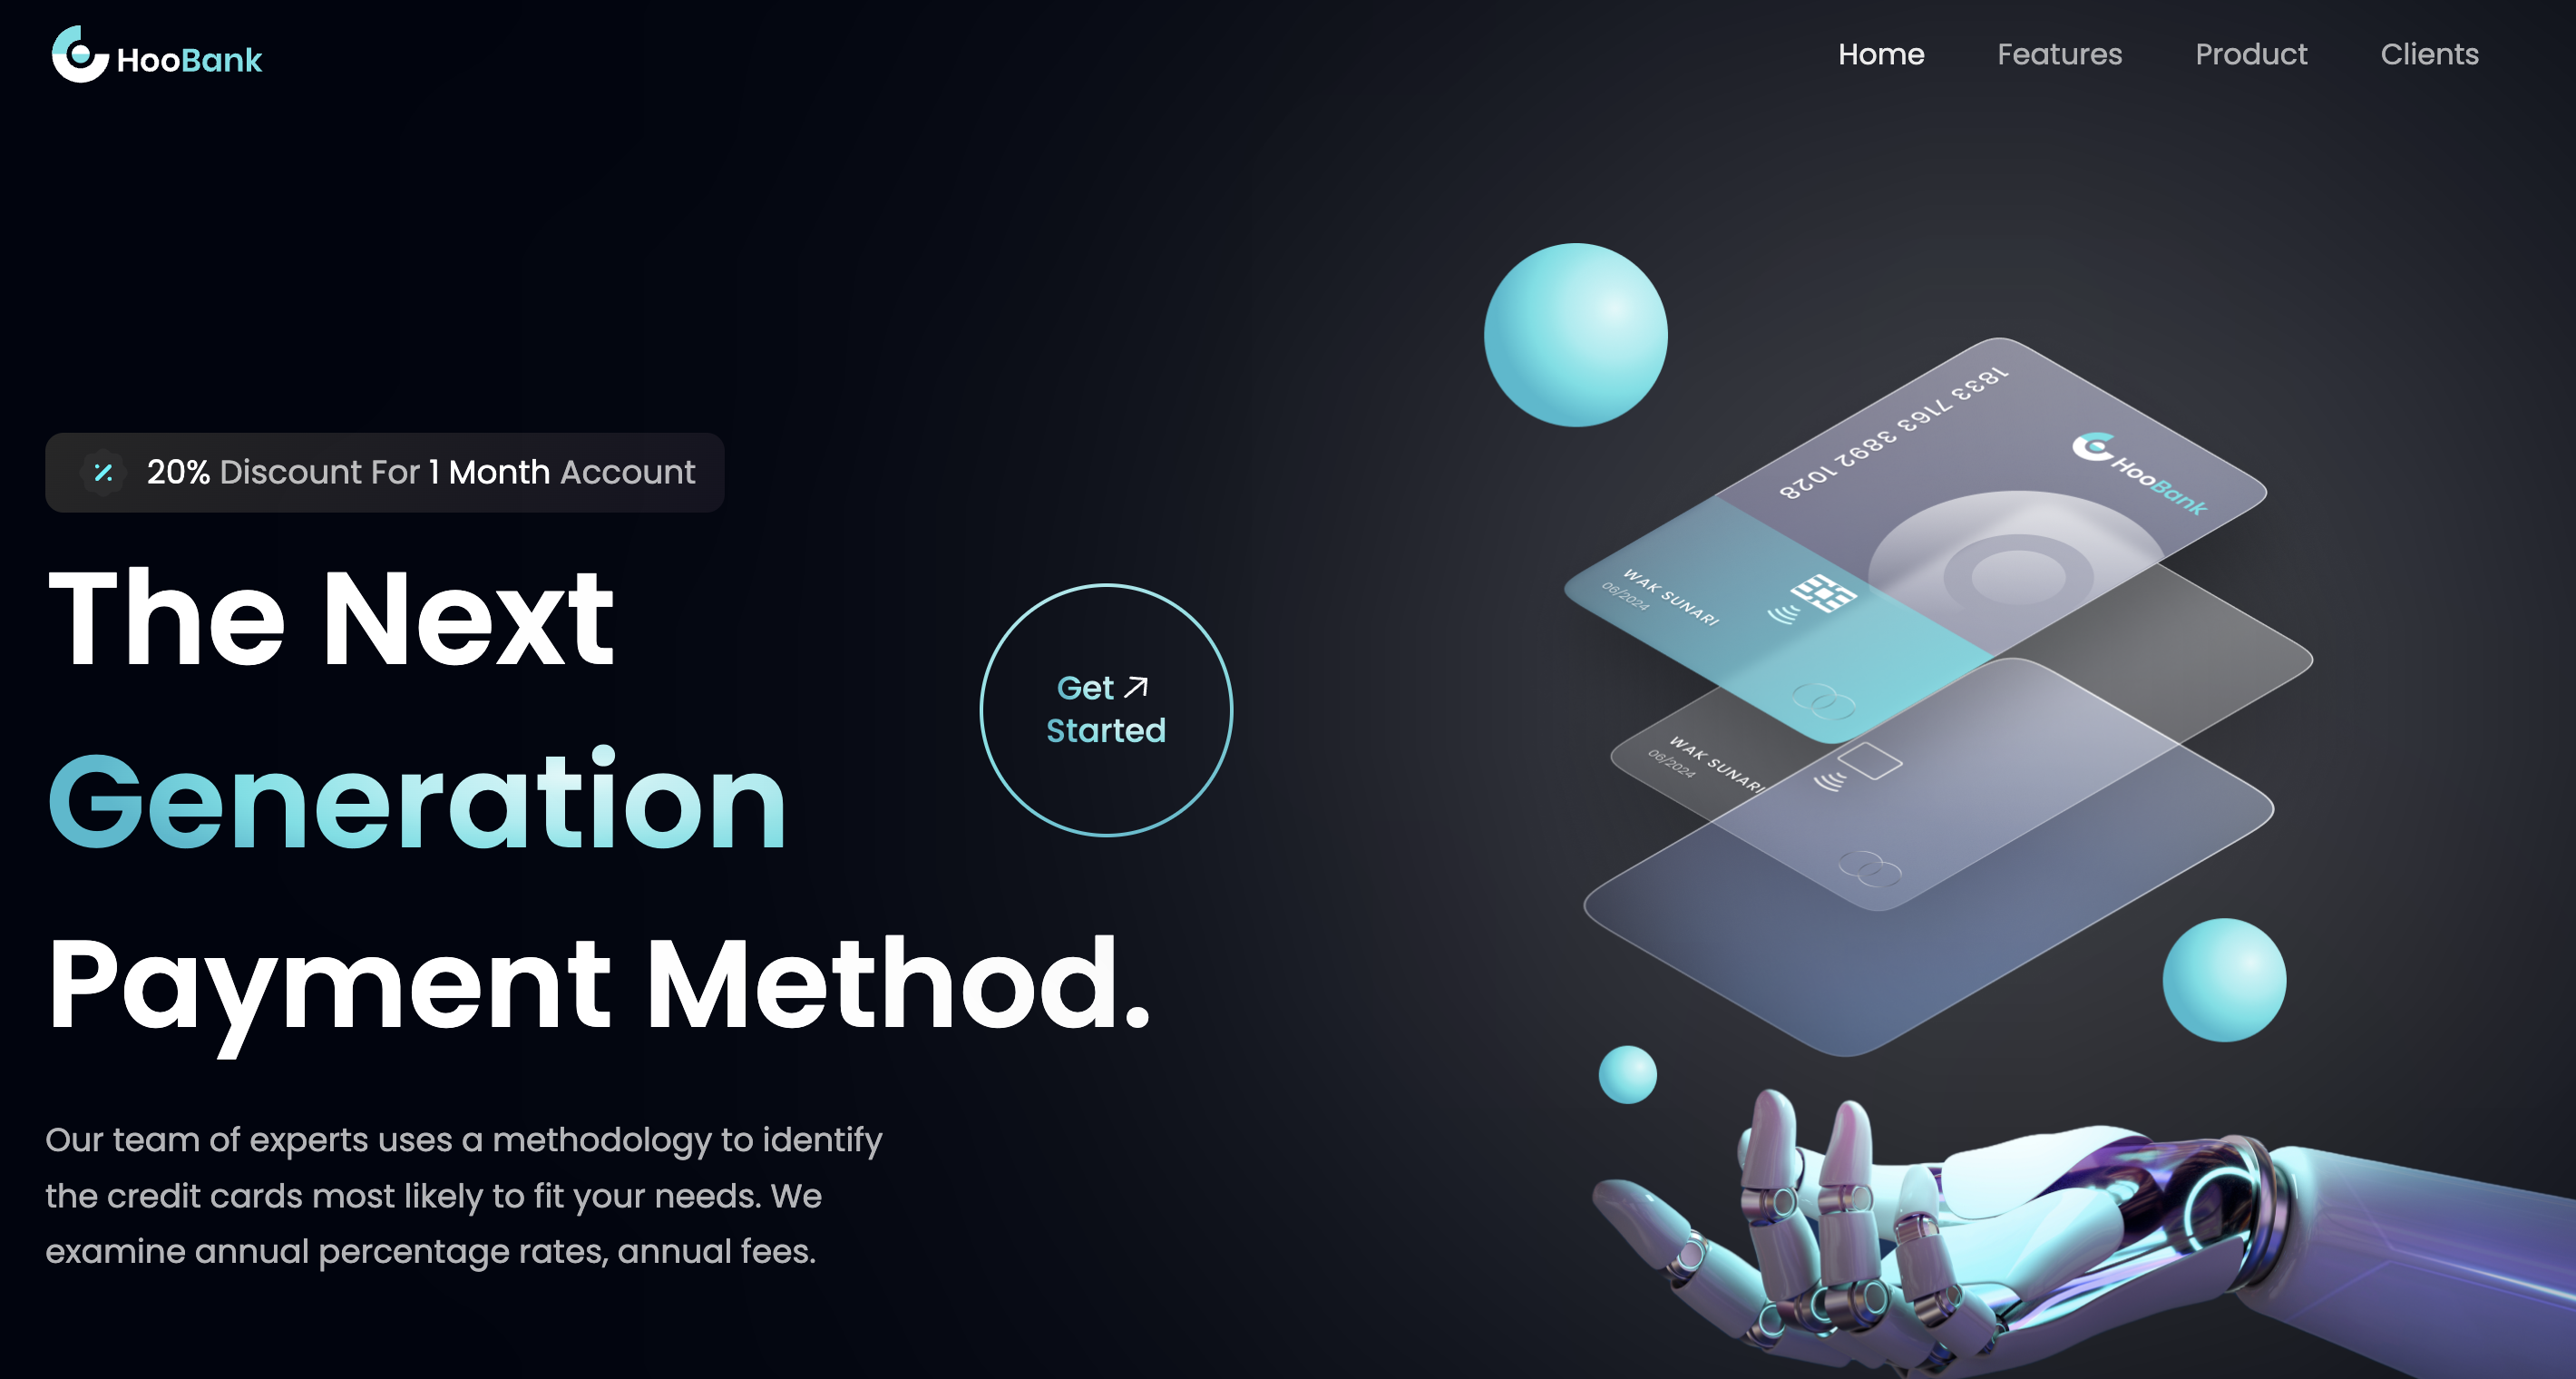 HooBank
Home Features Product Clients
20% Discount For 1 Month Account
The Next
Generation
Payment Method.
Get
Started
Our team of experts uses a methodology to identify
the credit cards most likely to fit your needs. We
examine annual percentage rates, annual fees.
1833 7163 3892 1028
HooBank
WAK SUNARI
06/2024
WAK SUNARI
06/2024